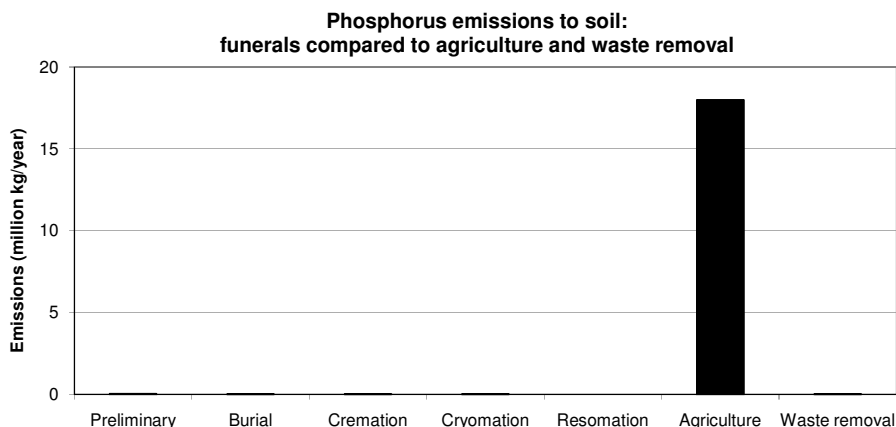 Phosphorus emissions to soil:
funerals compared to agriculture and waste removal
Emissions (million kg/year)
20
15
10
5
0
Preliminary Burial Cremation Cryomation Resomation Agriculture Waste removal